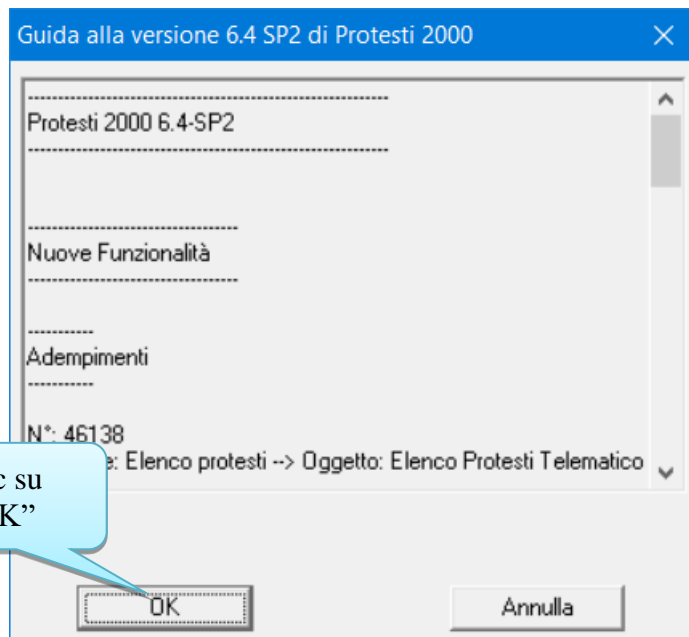 Guida alla versione 6.4 SP2 di Protesti 2000
Protesti 2000 6.4-SP2
Nuove Funzionalità
Adempimenti
N°: 46138
e: Elenco protesti --> Oggetto: Elenco Protesti Telematico
c su
K”
OK
Annulla